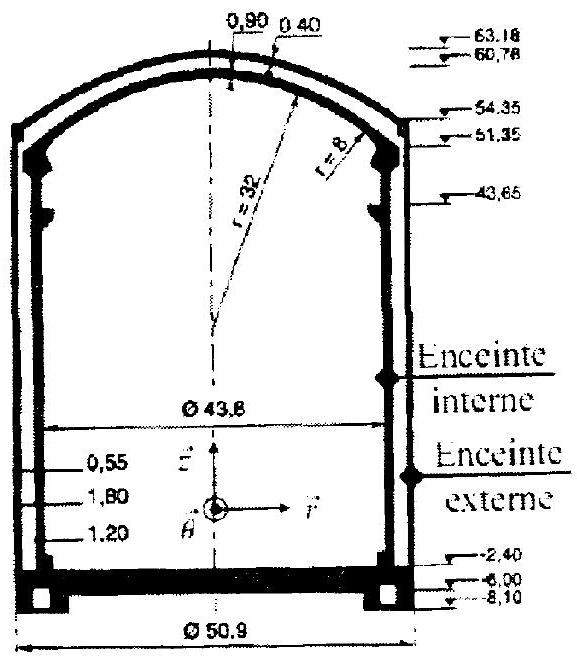 0,90 0.40
63.18
60,78
54.35
51,35
43,65
r = 8
r = 32
Enceinte
interne
Ø 43.8
Enceinte
externe
0,55
z
1,80
r
θ
1.20
-2,40
-6,00
-8,10
Ø 50.9